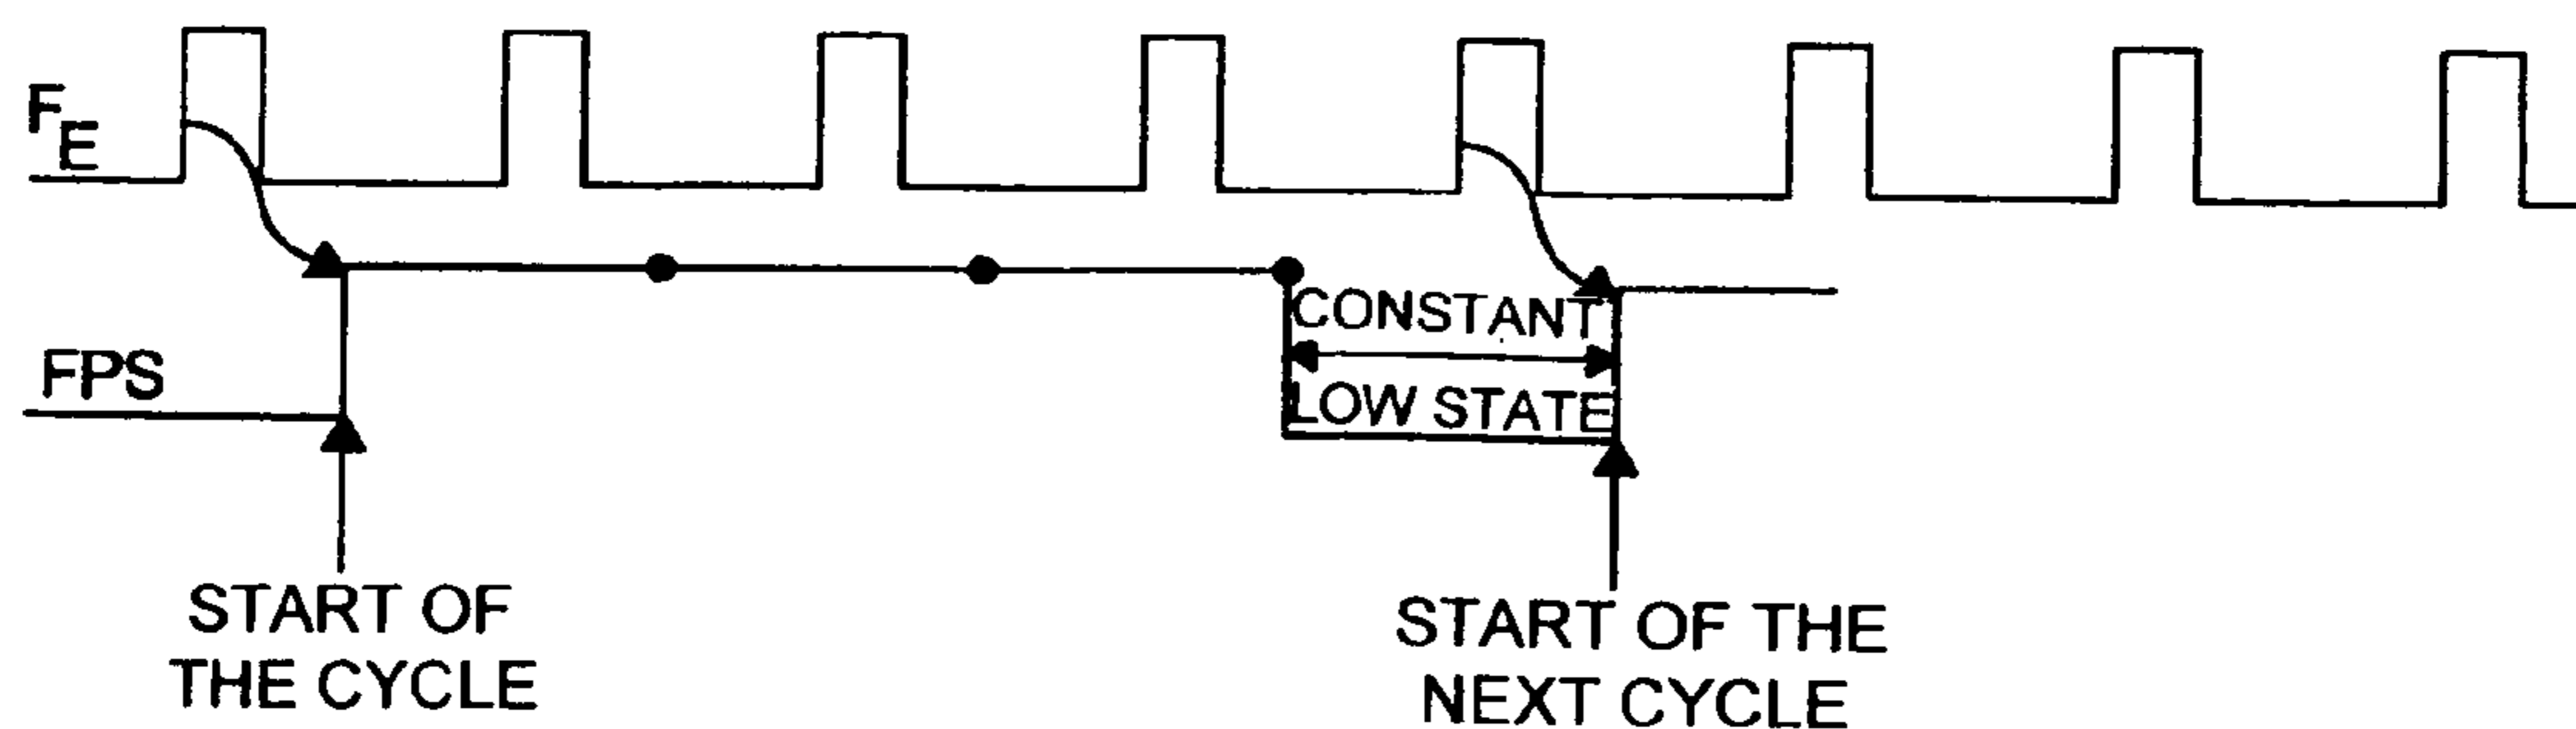 FE
CONSTANT
FPS
LOW STATE
START OF
THE CYCLE
START OF THE
NEXT CYCLE